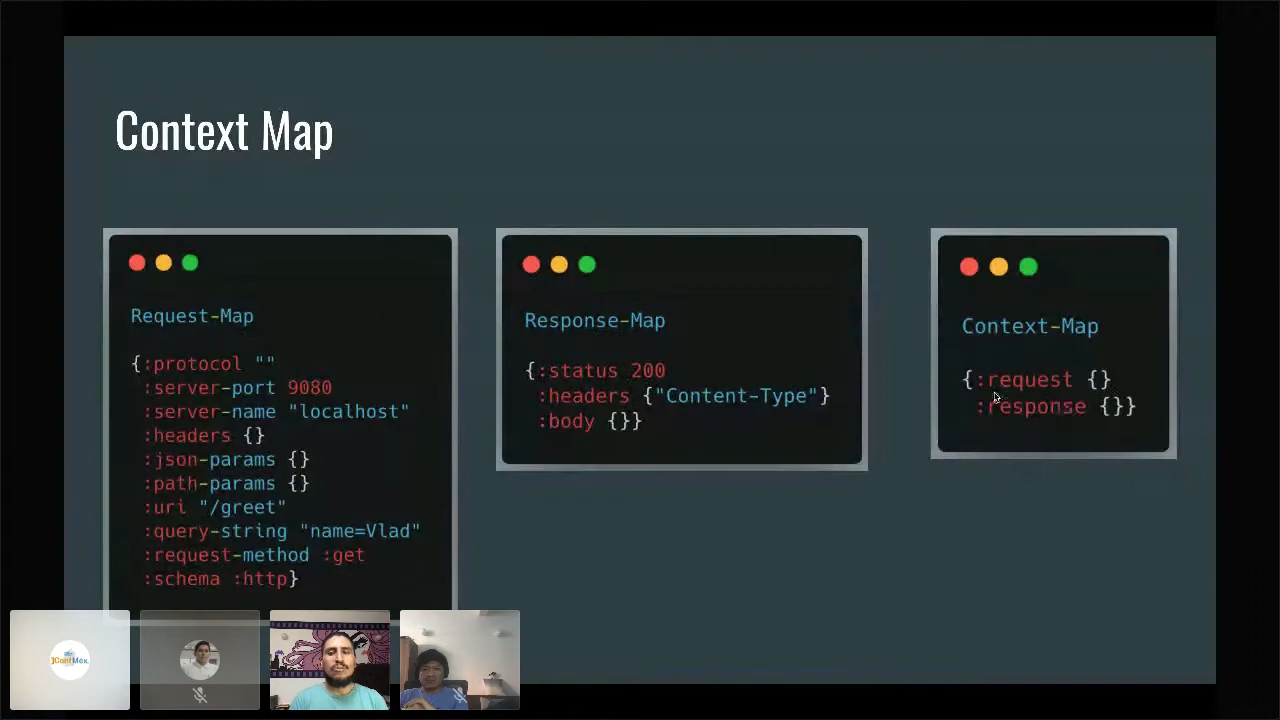 Context Map
Request-Map
{:protocol ""
:server-port 9080
:server-name "localhost"
:headers {}
:json-params {}
:path-params {}
:uri "/greet"
:query-string "name=Vlad"
:request-method :get
:schema :http}
Response-Map
{:status 200
:headers {"Content-Type"}
:body {}}
Context-Map
{:request {}
:response {}}
JConfMex